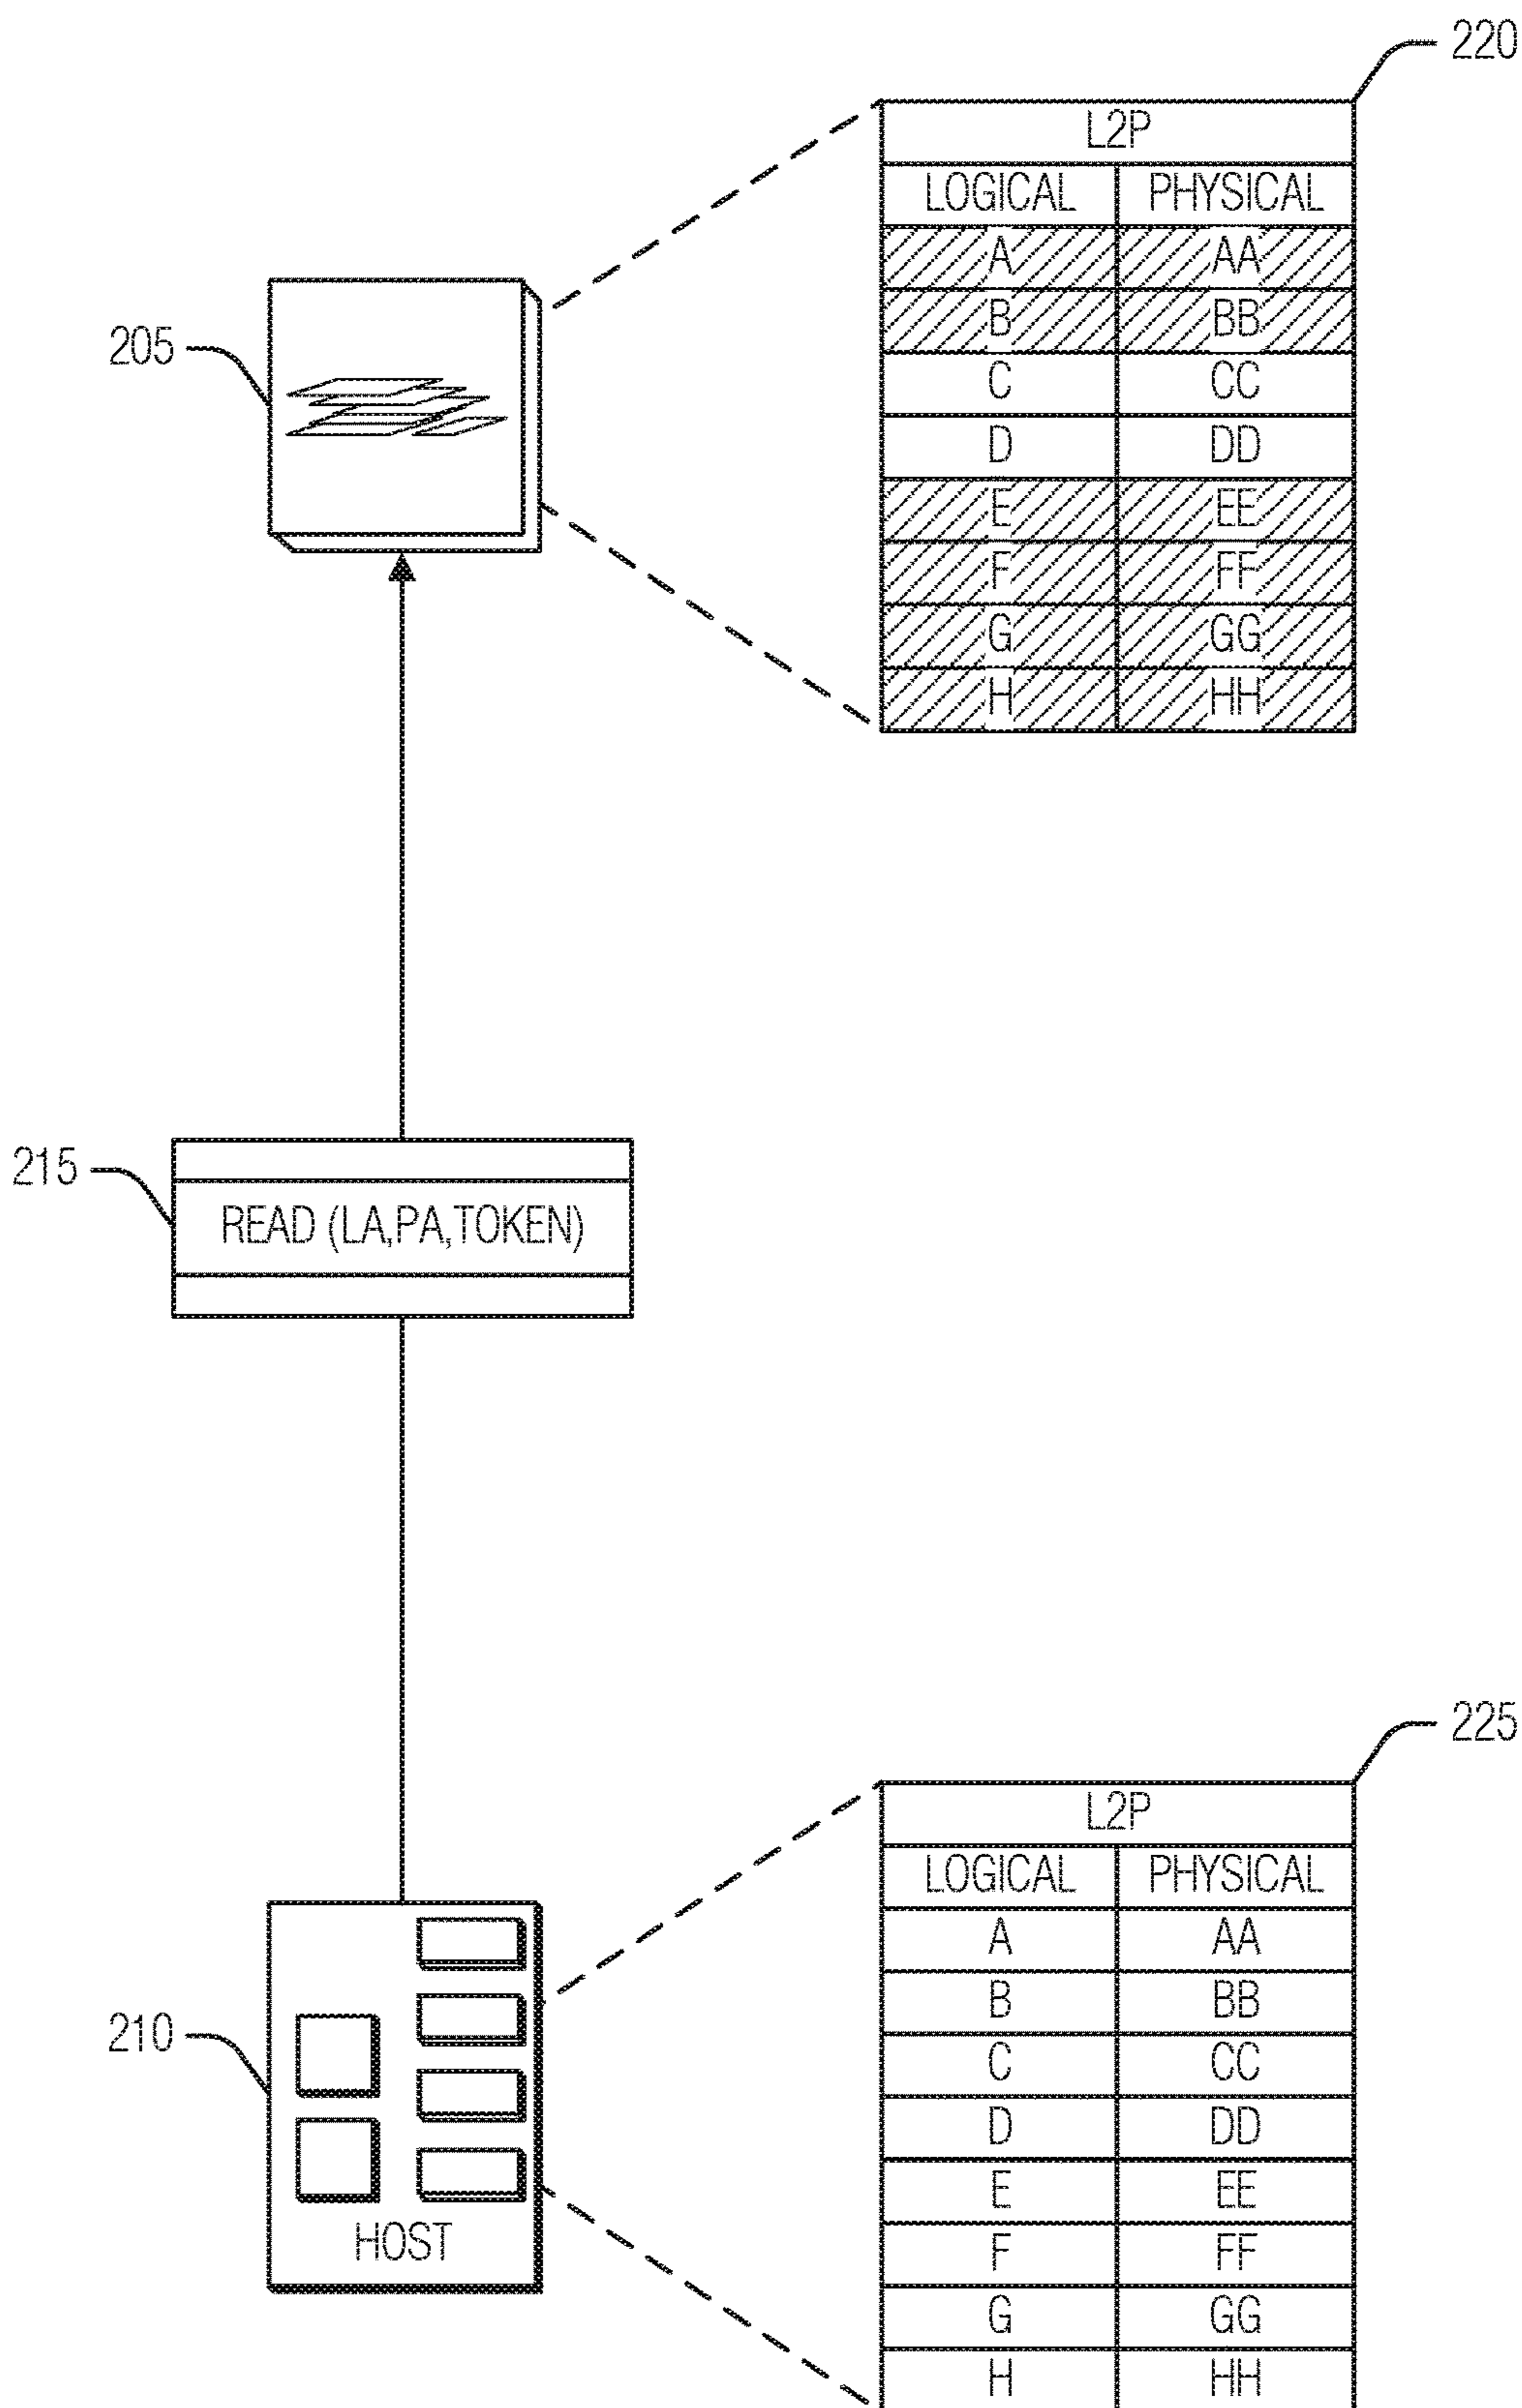 220
L2P
LOGICAL PHYSICAL
A AA
B BB
C CC
D DD
E EE
F FF
G GG
H HH
205
215
READ (LA,PA,TOKEN)
225
L2P
LOGICAL PHYSICAL
A AA
B BB
C CC
D DD
E EE
F FF
G GG
H HH
210
HOST